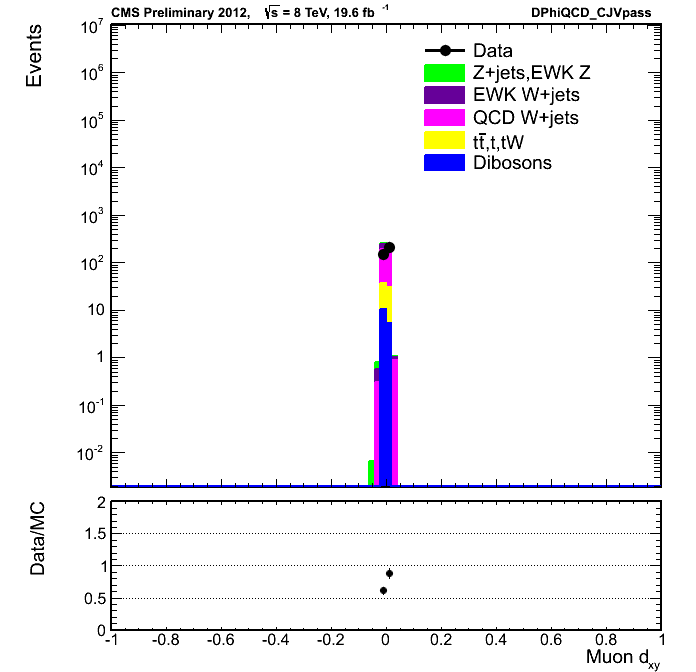 CMS Preliminary 2012, √s = 8 TeV, 19.6 fb⁻¹ DPhiQCD_CJVpass
Events
10⁷
10⁶
10⁵
10⁴
10³
10²
10
1
10⁻¹
10⁻²
Data
Z+jets,EWK Z
EWK W+jets
QCD W+jets
tt̅,t,tW
Dibosons
Data/MC
2
1.5
1
0.5
0
-1 -0.8 -0.6 -0.4 -0.2 0 0.2 0.4 0.6 0.8 1
Muon d_xy